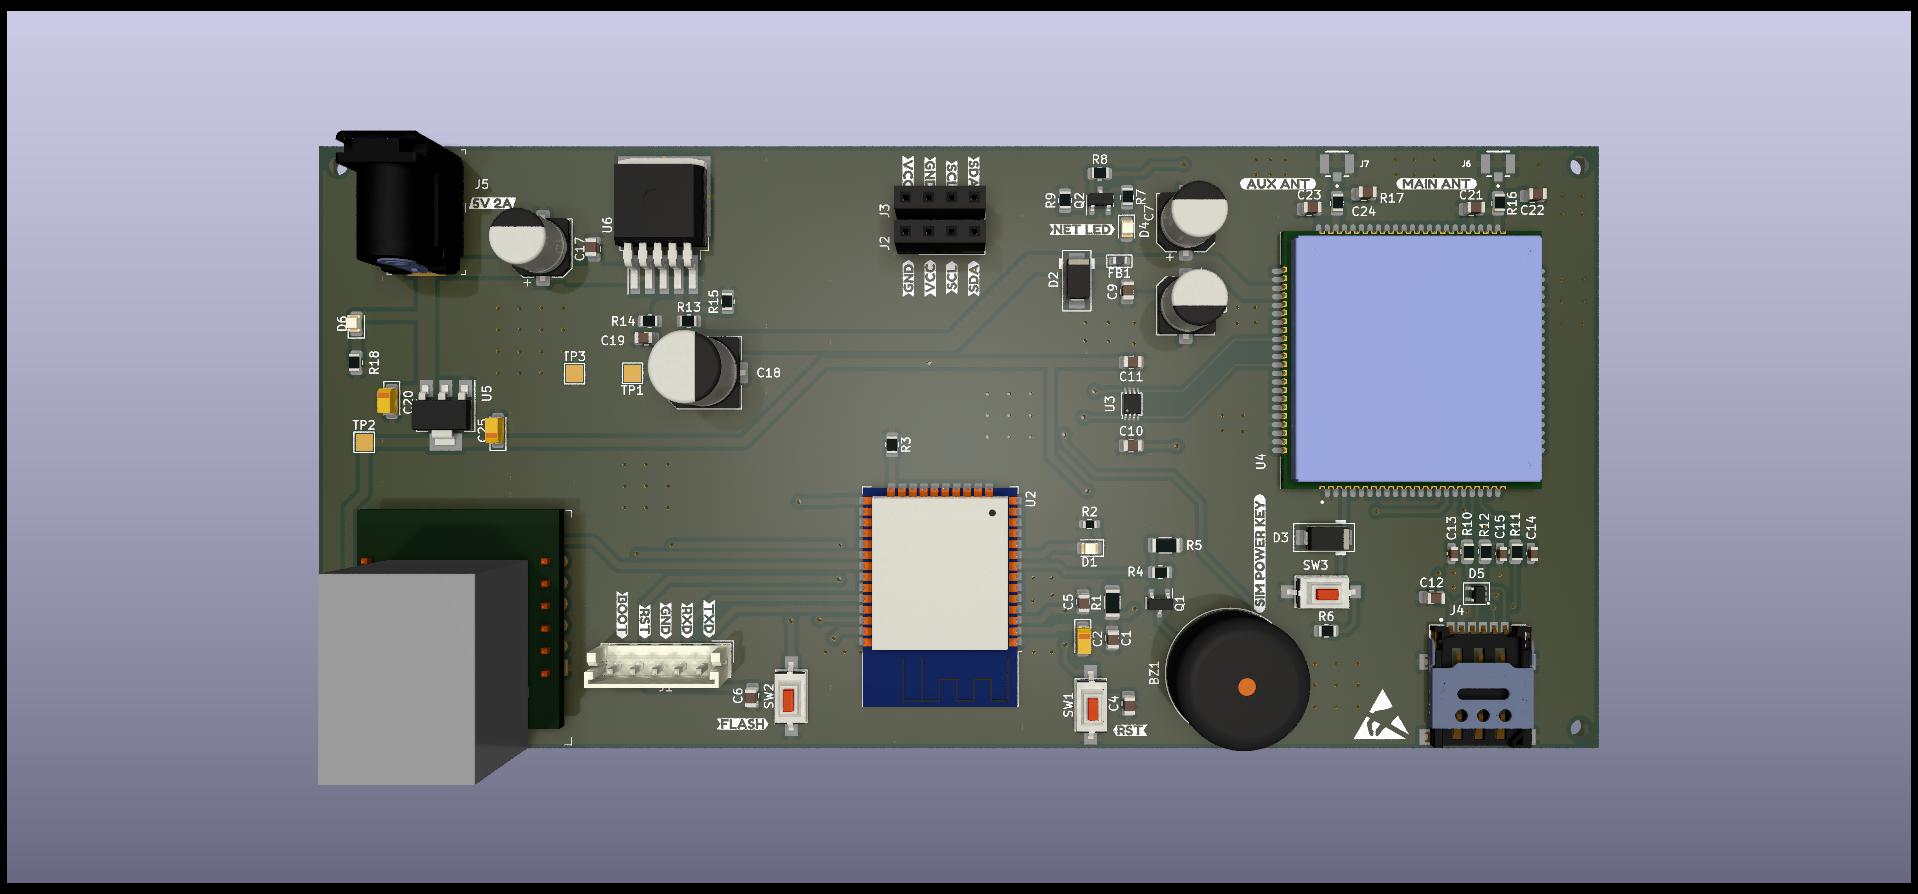 J5
5V 2A
U6
C17
VCC
GND
SCL
SDA
J3
J2
GND
VCC
SCL
SDA
R8
R9
Q2
R7
C7
NET LED
D4
D2
FB1
C9
J7
J6
AUX ANT
MAIN ANT
C23
C24
R17
C21
R16
C22
D6
R18
R14
R13
R15
C19
TP3
TP1
C18
C20
U5
TP2
C25
C11
U3
C10
U4
R3
U2
R2
D1
R5
R4
C5
R1
Q1
C2
C1
SIM POWER KEY
D3
SW3
R6
C13
R10
R12
C15
R11
C14
D5
C12
J4
BOOT
RST
GND
RXD
TXD
J1
C6
SW2
FLASH
SW1
C4
RST
BZ1